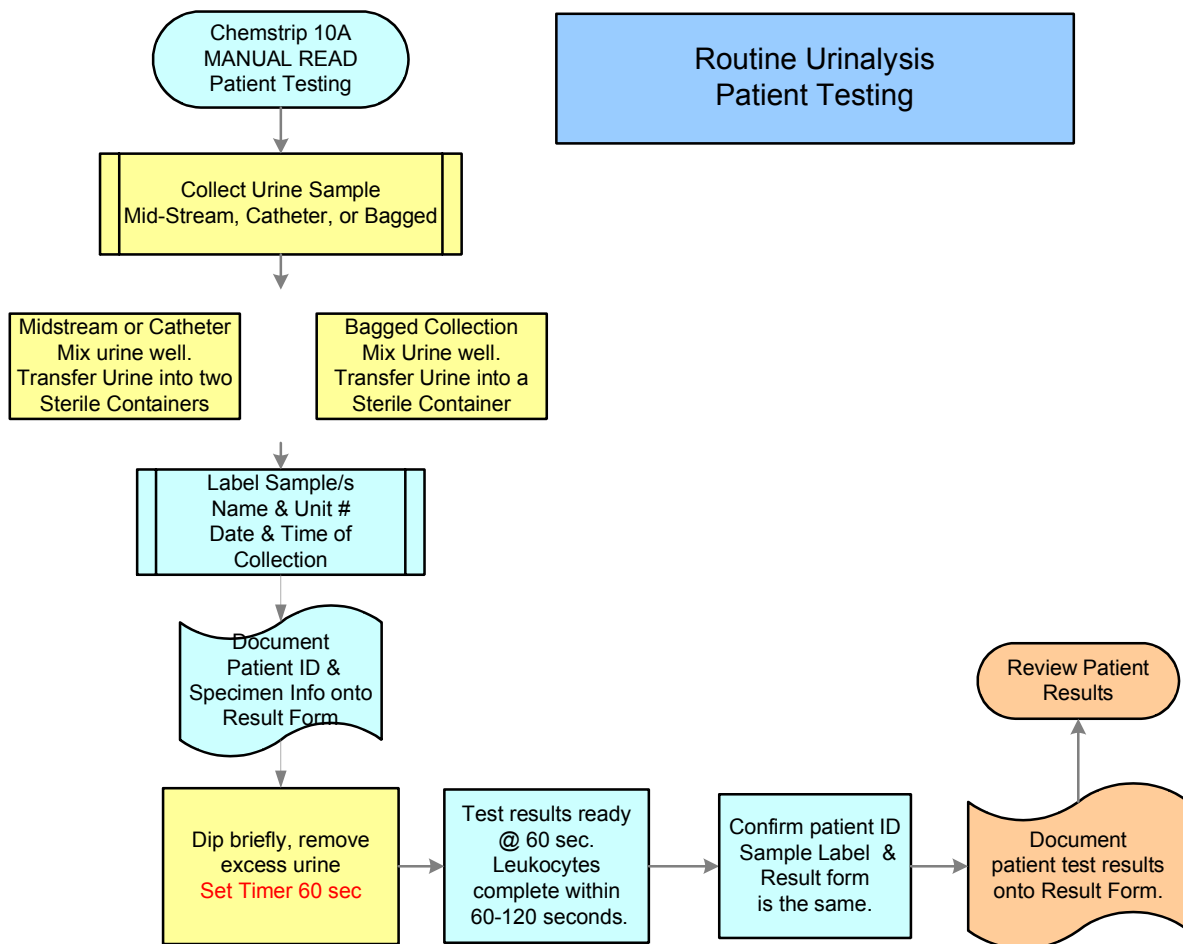 Chemstrip 10A
MANUAL READ
Patient Testing
Routine Urinalysis
Patient Testing
Collect Urine Sample
Mid-Stream, Catheter, or Bagged
Midstream or Catheter
Mix urine well.
Transfer Urine into two
Sterile Containers
Bagged Collection
Mix Urine well.
Transfer Urine into a
Sterile Container
Label Sample/s
Name & Unit #
Date & Time of
Collection
Document
Patient ID &
Specimen Info onto
Result Form
Dip briefly, remove
excess urine
Set Timer 60 sec
Test results ready
@ 60 sec.
Leukocytes
complete within
60-120 seconds.
Confirm patient ID
Sample Label &
Result form
is the same.
Document
patient test results
onto Result Form.
Review Patient
Results